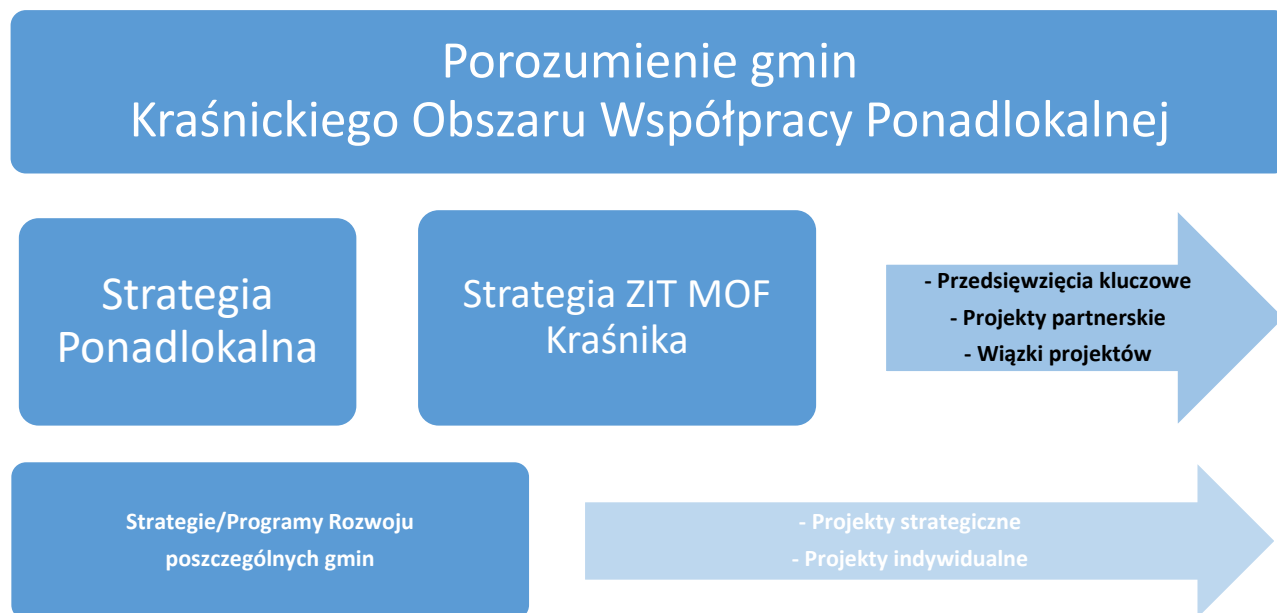 Porozumienie gmin
Kraśnickiego Obszaru Współpracy Ponadlokalnej
Strategia
Ponadlokalna
Strategia ZIT MOF
Kraśnika
- Przedsięwzięcia kluczowe
- Projekty partnerskie
- Wiązki projektów
Strategie/Programy Rozwoju
poszczególnych gmin
- Projekty strategiczne
- Projekty indywidualne